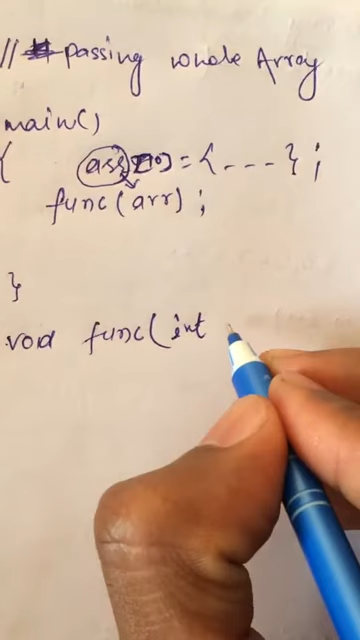 // passing whole Array
main()
{ arr[10] = { - - - } ;
func(arr) ;
}
void func( int